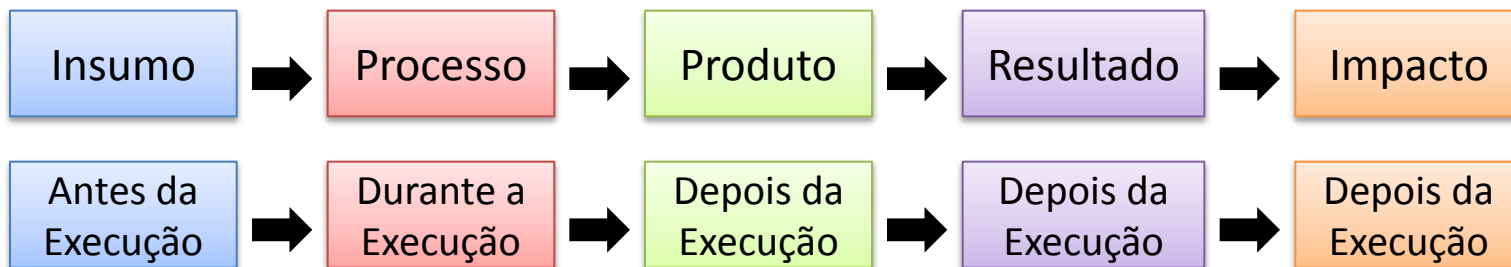 Insumo
Processo
Produto
Resultado
Impacto
Antes da
Execução
Durante a
Execução
Depois da
Execução
Depois da
Execução
Depois da
Execução